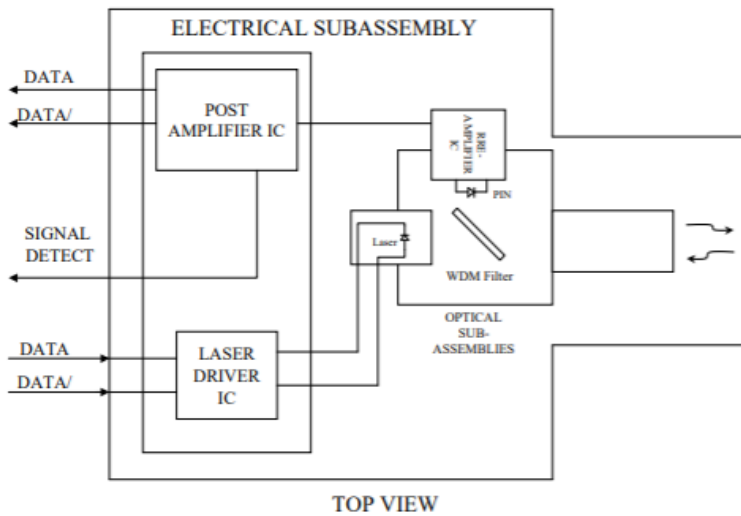 ELECTRICAL SUBASSEMBLY
DATA
DATA/
POST
AMPLIFIER IC
RRE-
AMPLIFIER
IC
PIN
SIGNAL
DETECT
Laser
WDM Filter
OPTICAL
SUB-
ASSEMBLIES
DATA
DATA/
LASER
DRIVER
IC
TOP VIEW